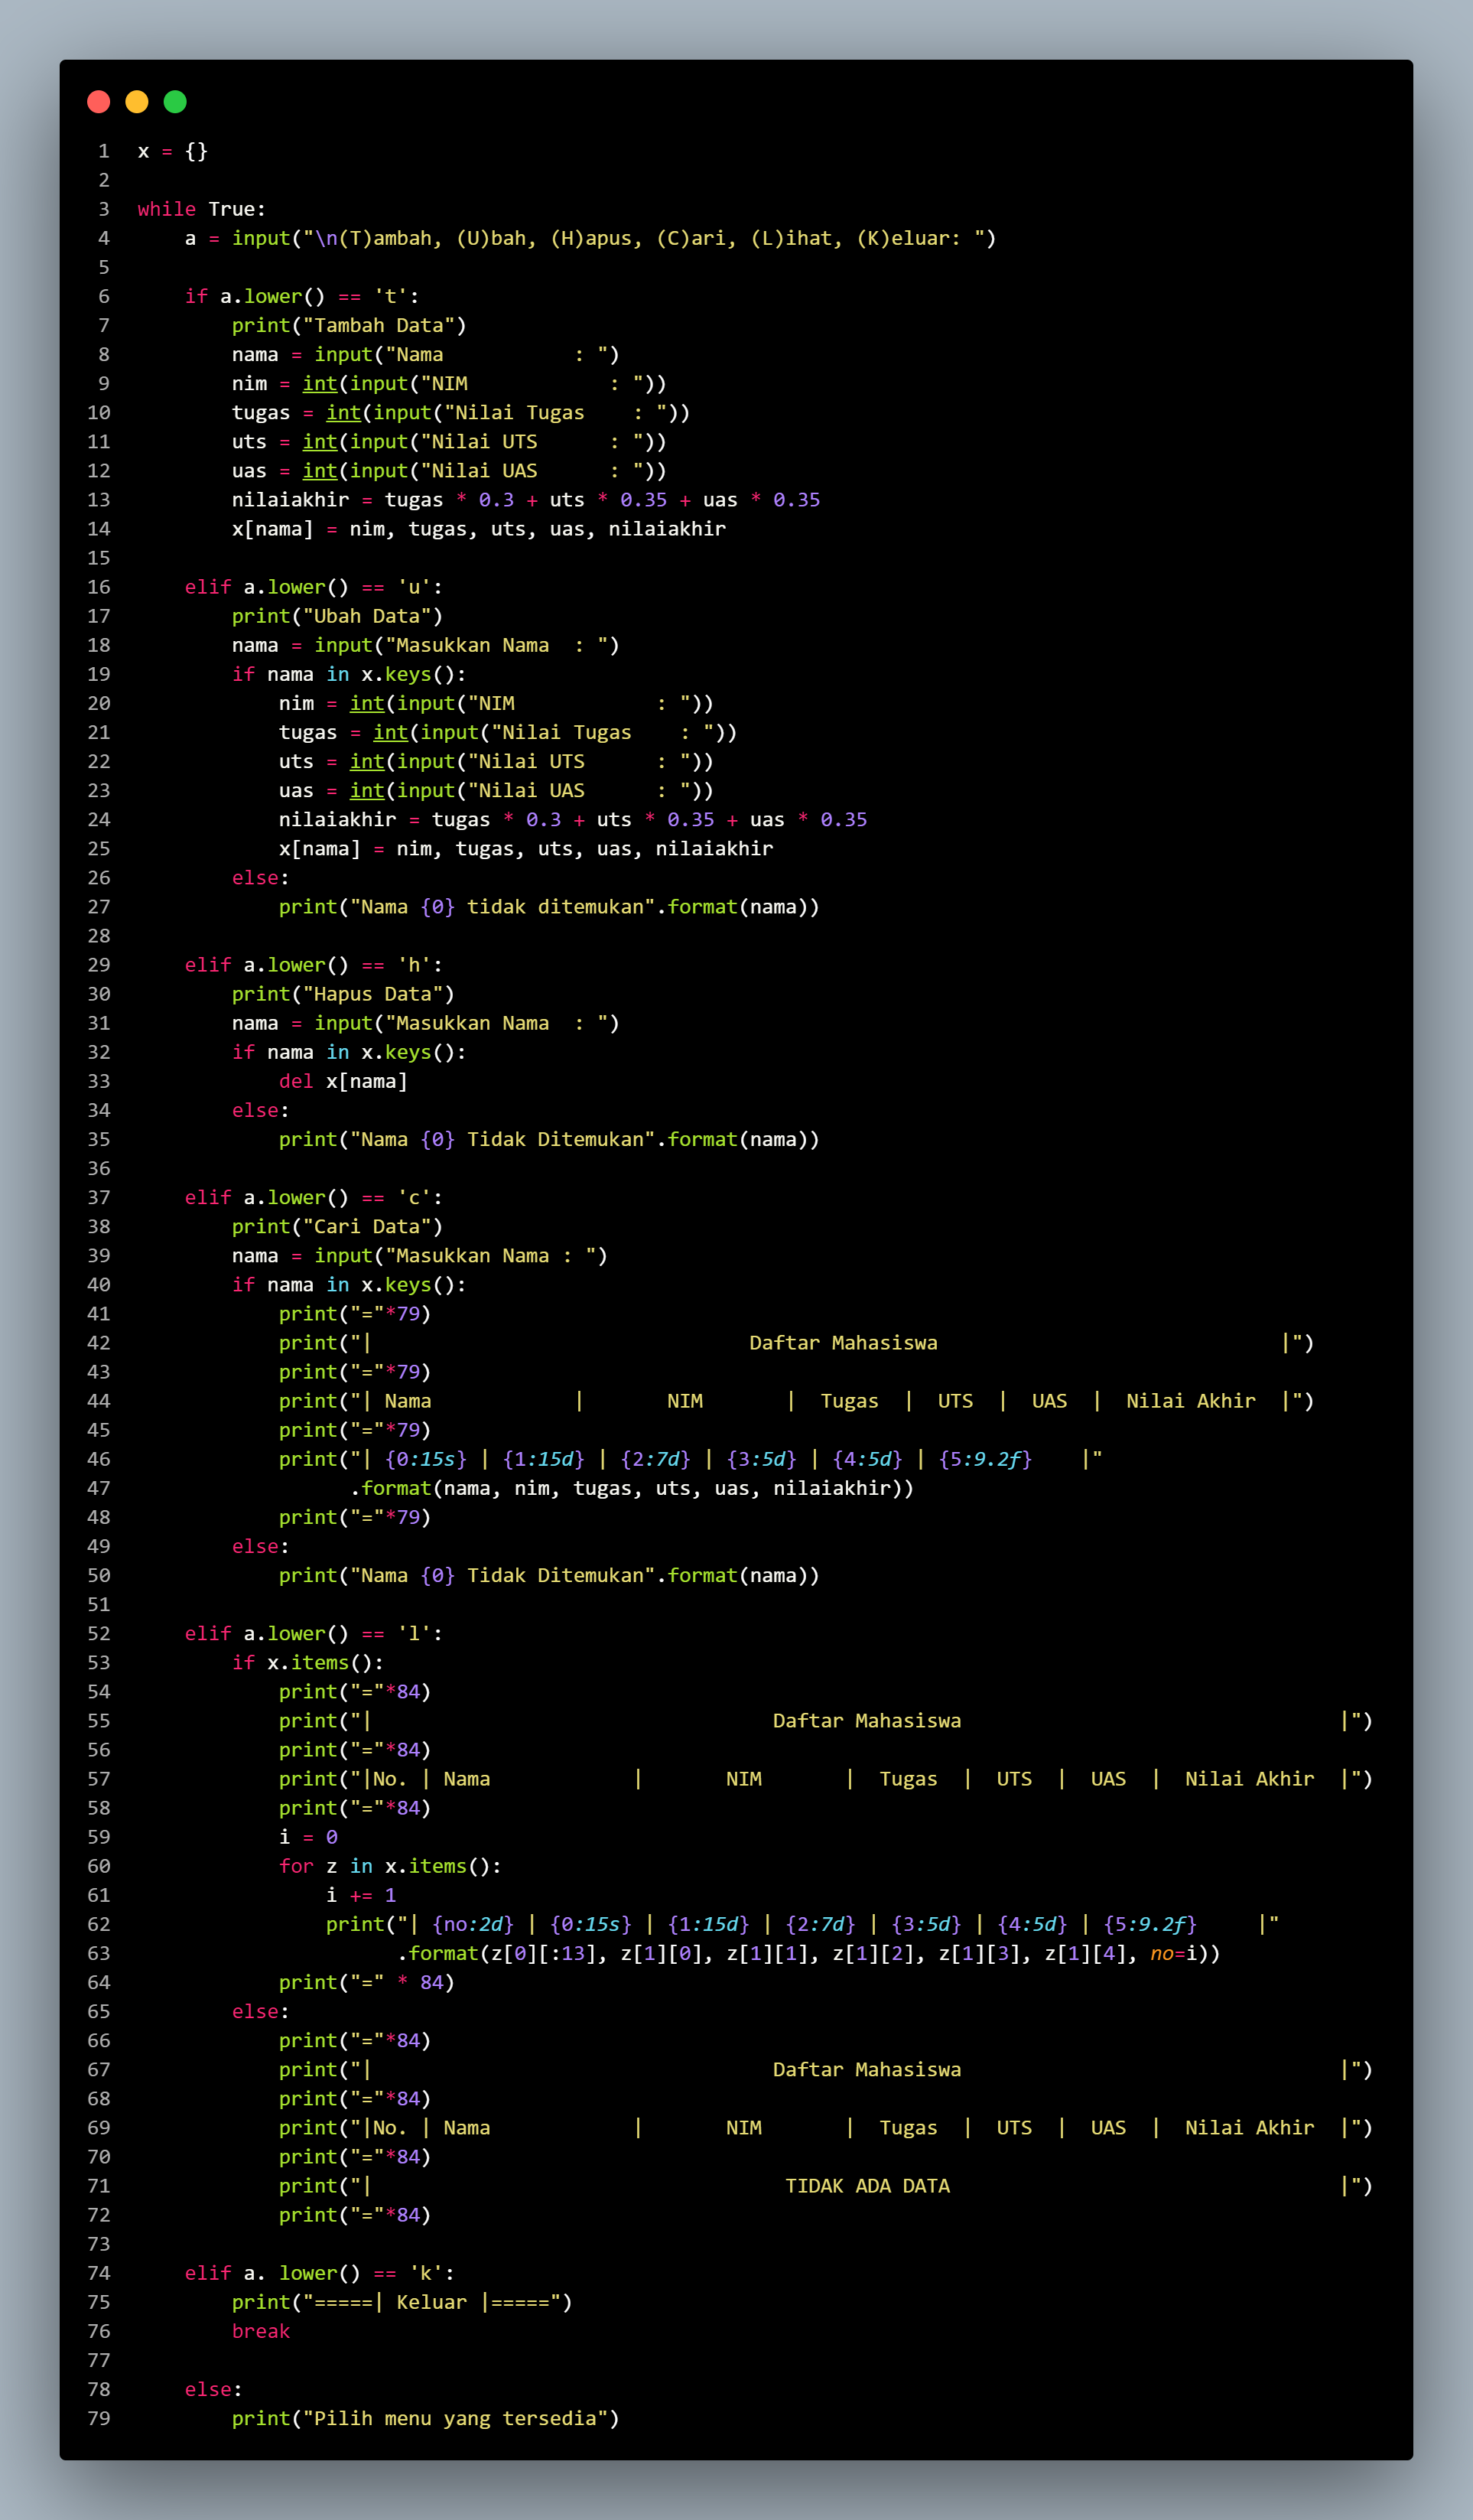 1 x = {}
2
3 while True:
4     a = input("\n(T)ambah, (U)bah, (H)apus, (C)ari, (L)ihat, (K)eluar: ")
5
6     if a.lower() == 't':
7         print("Tambah Data")
8         nama = input("Nama           : ")
9         nim = int(input("NIM            : "))
10         tugas = int(input("Nilai Tugas    : "))
11         uts = int(input("Nilai UTS      : "))
12         uas = int(input("Nilai UAS      : "))
13         nilaiakhir = tugas * 0.3 + uts * 0.35 + uas * 0.35
14         x[nama] = nim, tugas, uts, uas, nilaiakhir
15
16     elif a.lower() == 'u':
17         print("Ubah Data")
18         nama = input("Masukkan Nama  : ")
19         if nama in x.keys():
20             nim = int(input("NIM            : "))
21             tugas = int(input("Nilai Tugas    : "))
22             uts = int(input("Nilai UTS      : "))
23             uas = int(input("Nilai UAS      : "))
24             nilaiakhir = tugas * 0.3 + uts * 0.35 + uas * 0.35
25             x[nama] = nim, tugas, uts, uas, nilaiakhir
26         else:
27             print("Nama {0} tidak ditemukan".format(nama))
28
29     elif a.lower() == 'h':
30         print("Hapus Data")
31         nama = input("Masukkan Nama  : ")
32         if nama in x.keys():
33             del x[nama]
34         else:
35             print("Nama {0} Tidak Ditemukan".format(nama))
36
37     elif a.lower() == 'c':
38         print("Cari Data")
39         nama = input("Masukkan Nama : ")
40         if nama in x.keys():
41             print("="*79)
42             print("|                                Daftar Mahasiswa                             |")
43             print("="*79)
44             print("| Nama            |       NIM       |  Tugas  |  UTS  |  UAS  |  Nilai Akhir  |")
45             print("="*79)
46             print("| {0:15s} | {1:15d} | {2:7d} | {3:5d} | {4:5d} | {5:9.2f}    |"
47                   .format(nama, nim, tugas, uts, uas, nilaiakhir))
48             print("="*79)
49         else:
50             print("Nama {0} Tidak Ditemukan".format(nama))
51
52     elif a.lower() == 'l':
53         if x.items():
54             print("="*84)
55             print("|                                  Daftar Mahasiswa                                |")
56             print("="*84)
57             print("|No. | Nama            |       NIM       |  Tugas  |  UTS  |  UAS  |  Nilai Akhir  |")
58             print("="*84)
59             i = 0
60             for z in x.items():
61                 i += 1
62                 print("| {no:2d} | {0:15s} | {1:15d} | {2:7d} | {3:5d} | {4:5d} | {5:9.2f}     |"
63                       .format(z[0][:13], z[1][0], z[1][1], z[1][2], z[1][3], z[1][4], no=i))
64             print("=" * 84)
65         else:
66             print("="*84)
67             print("|                                  Daftar Mahasiswa                                |")
68             print("="*84)
69             print("|No. | Nama            |       NIM       |  Tugas  |  UTS  |  UAS  |  Nilai Akhir  |")
70             print("="*84)
71             print("|                                   TIDAK ADA DATA                                 |")
72             print("="*84)
73
74     elif a. lower() == 'k':
75         print("=====| Keluar |=====")
76         break
77
78     else:
79         print("Pilih menu yang tersedia")